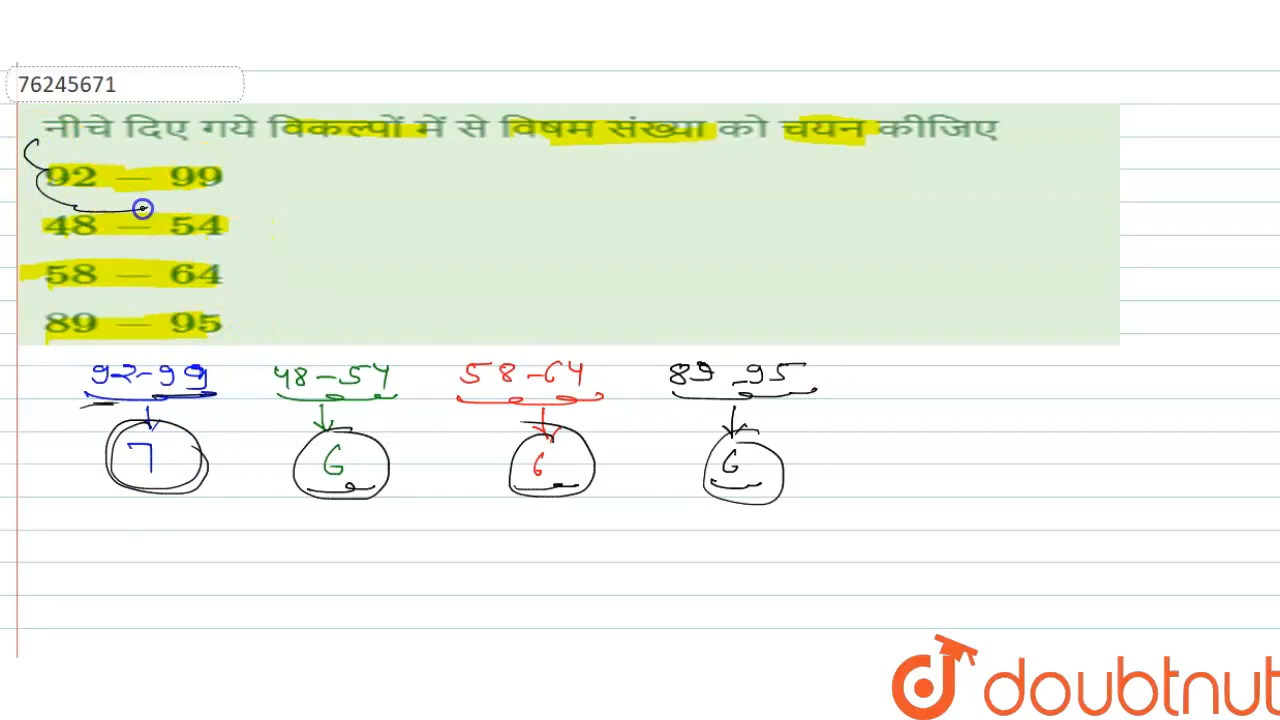 76245671
नीचे दिए गये विकल्पों में से विषम संख्या को चयन कीजिए
92 – 99
48 – 54
58 – 64
89 – 95
92-99 48-54 58-64 89-95
7 6 6 6
doubtnut